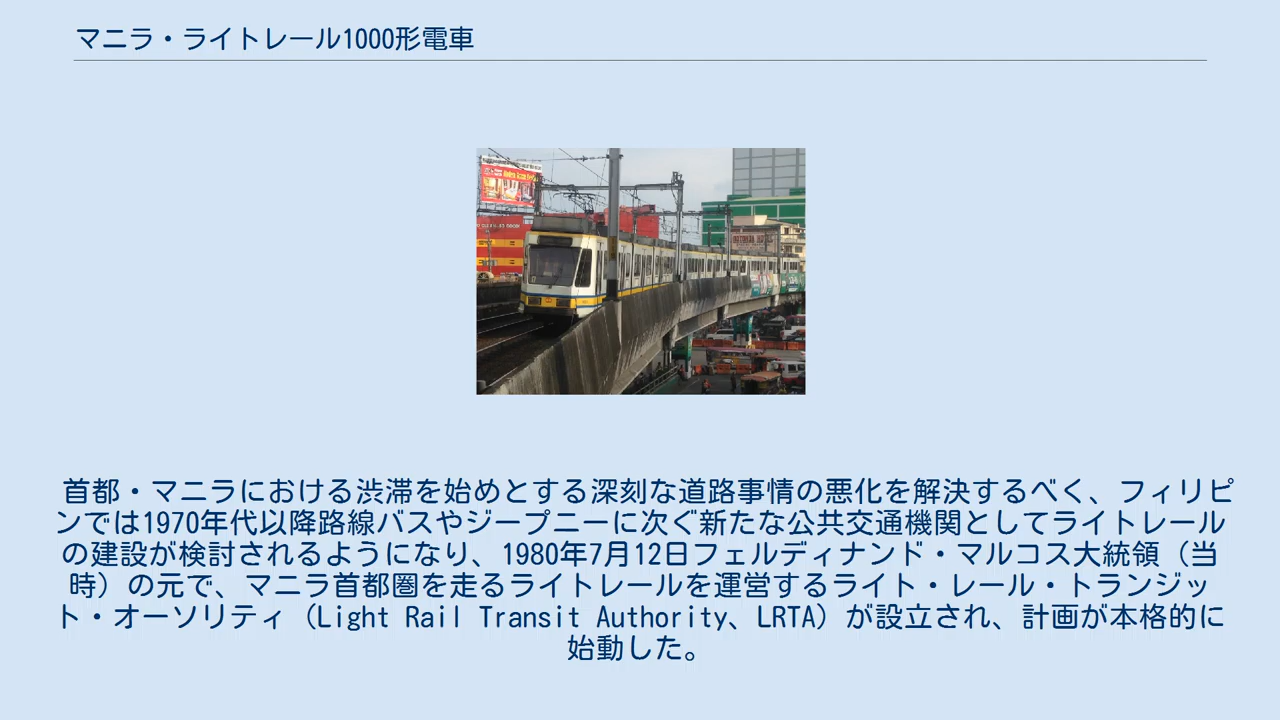 マニラ・ライトレール1000形電車
首都・マニラにおける渋滞を始めとする深刻な道路事情の悪化を解決するべく、フィリピ
ンでは1970年代以降路線バスやジープニーに次ぐ新たな公共交通機関としてライトレール
の建設が検討されるようになり、1980年7月12日フェルディナンド・マルコス大統領（当
時）の元で、マニラ首都圏を走るライトレールを運営するライト・レール・トランジッ
ト・オーソリティ（Light Rail Transit Authority、LRTA）が設立され、計画が本格的に
始動した。